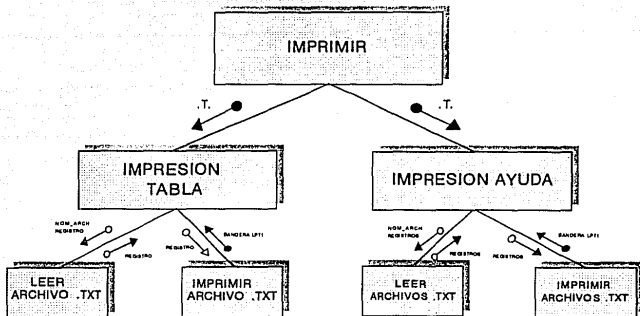 IMPRIMIR
.T.
.T.
IMPRESION
TABLA
IMPRESION AYUDA
NOM_ARCH
REGISTRO
REGISTRO
REGISTRO
BANDERA LPT1
NOM_ARCH
REGISTROS
REGISTROS
REGISTROS
BANDERA LPT1
LEER
ARCHIVO .TXT
IMPRIMIR
ARCHIVO .TXT
LEER
ARCHIVOS .TXT
IMPRIMIR
ARCHIVOS .TXT